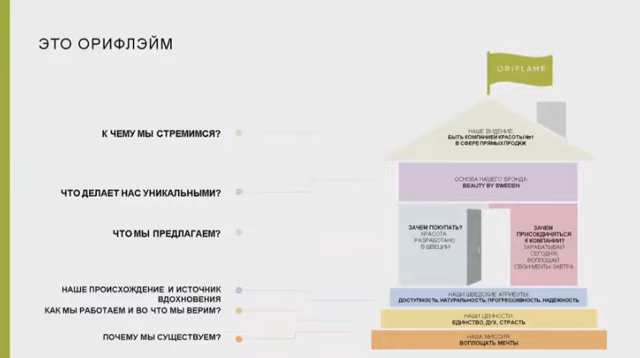 ЭТО ОРИФЛЭЙМ
ORIFLAME
К ЧЕМУ МЫ СТРЕМИМСЯ?
НАШЕ ВИДЕНИЕ
БЫТЬ КОМПАНИЕЙ КРАСОТЫ №1
В СФЕРЕ ПРЯМЫХ ПРОДАЖ
ЧТО ДЕЛАЕТ НАС УНИКАЛЬНЫМИ?
ОСНОВА НАШЕГО БРЭНДА
BEAUTY BY SWEDEN
ЧТО МЫ ПРЕДЛАГАЕМ?
ЗАЧЕМ ПОКУПАТЬ?
КРАСОТА
РАЗРАБОТАНО
В ШВЕЦИИ
ЗАЧЕМ
ПРИСОЕДИНЯТЬСЯ
К КОМПАНИИ?
ЗАРАБАТЫВАЙ
СЕГОДНЯ,
ВОПЛОЩАЙ
СВОИ МЕЧТЫ ЗАВТРА
НАШЕ ПРОИСХОЖДЕНИЕ И ИСТОЧНИК
ВДОХНОВЕНИЯ
НАШИ ШВЕДСКИЕ АТРИБУТЫ
ДОСТУПНОСТЬ, НАТУРАЛЬНОСТЬ, ПРОГРЕССИВНОСТЬ, НАДЕЖНОСТЬ
КАК МЫ РАБОТАЕМ И ВО ЧТО МЫ ВЕРИМ?
НАШИ ЦЕННОСТИ
ЕДИНСТВО, ДУХ, СТРАСТЬ
ПОЧЕМУ МЫ СУЩЕСТВУЕМ?
НАША МИССИЯ
ВОПЛОЩАТЬ МЕЧТЫ